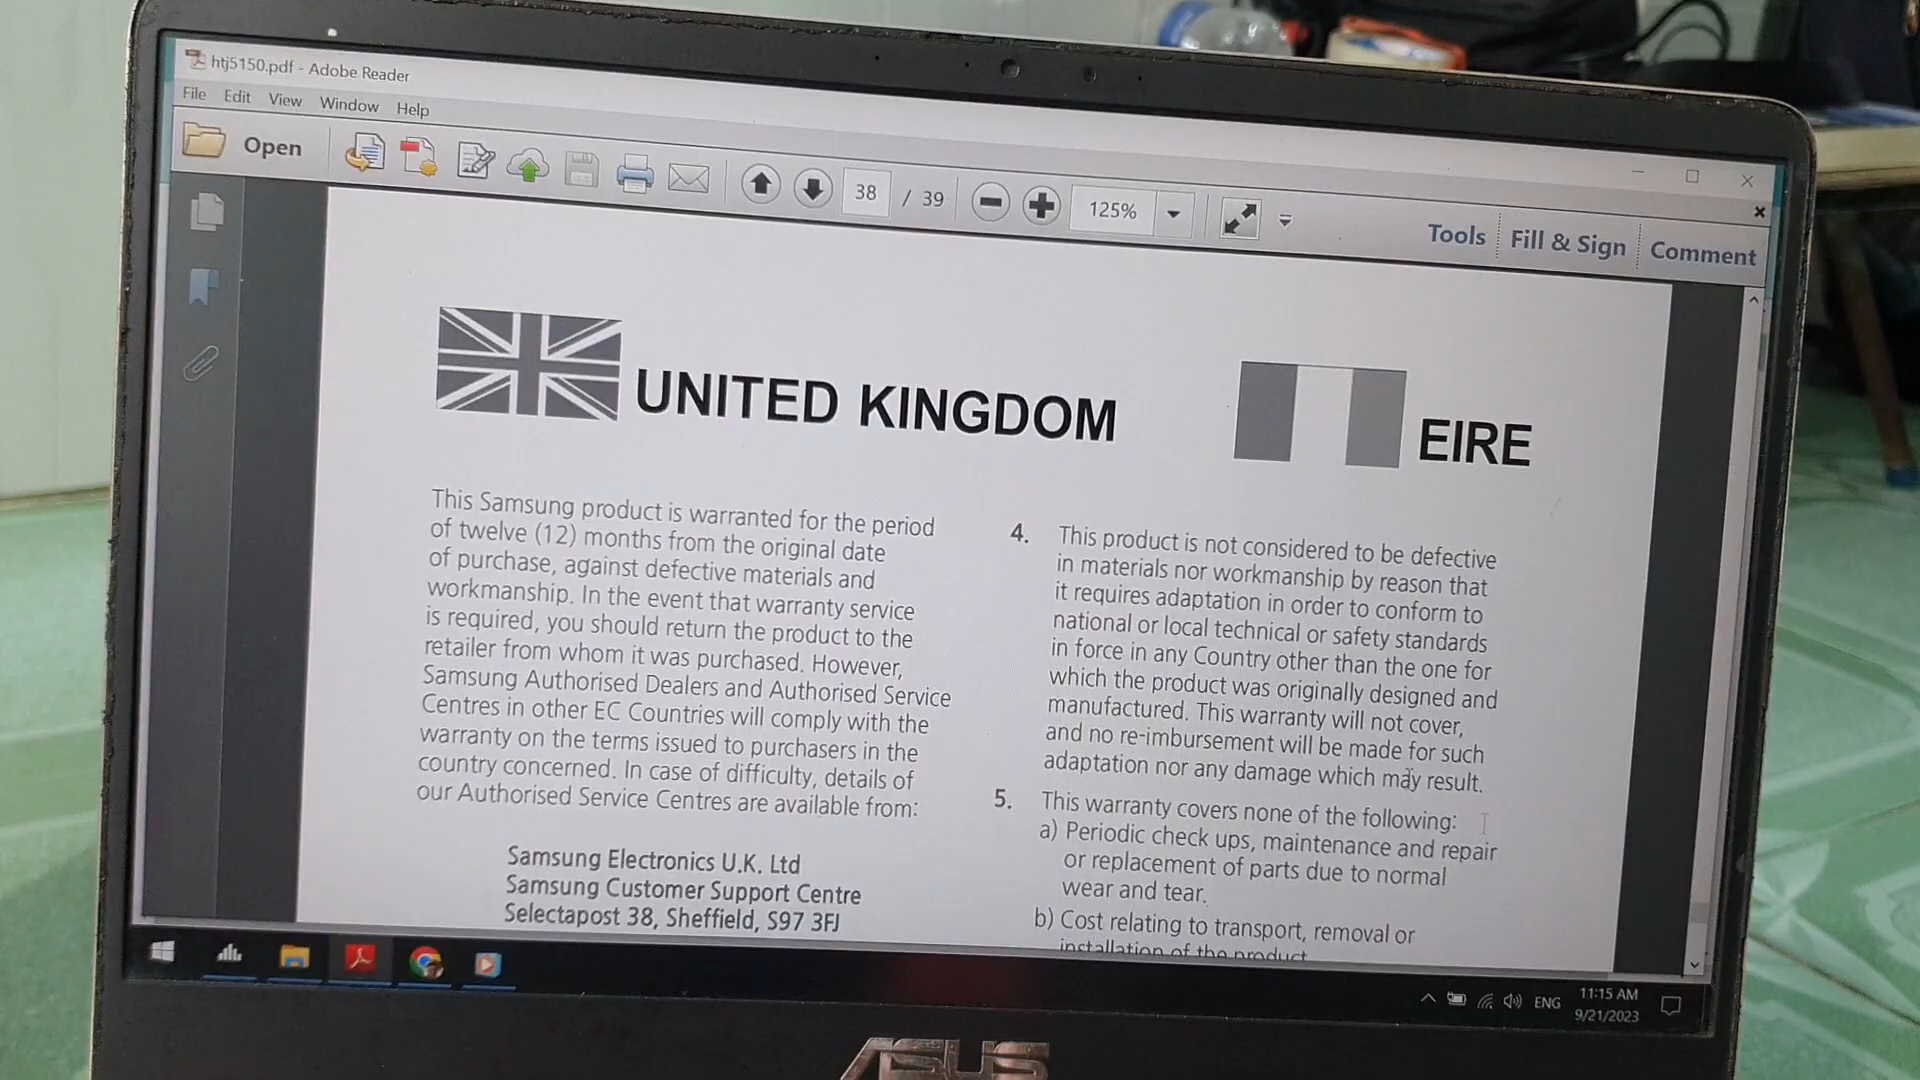 htj5150.pdf - Adobe Reader
File Edit View Window Help
Open
38 / 39
125%
Tools
Fill & Sign
Comment
UNITED KINGDOM
EIRE
This Samsung product is warranted for the period
of twelve (12) months from the original date
of purchase, against defective materials and
workmanship. In the event that warranty service
is required, you should return the product to the
retailer from whom it was purchased. However,
Samsung Authorised Dealers and Authorised Service
Centres in other EC Countries will comply with the
warranty on the terms issued to purchasers in the
country concerned. In case of difficulty, details of
our Authorised Service Centres are available from:
Samsung Electronics U.K. Ltd
Samsung Customer Support Centre
Selectapost 38, Sheffield, S97 3FJ
4. This product is not considered to be defective
in materials nor workmanship by reason that
it requires adaptation in order to conform to
national or local technical or safety standards
in force in any Country other than the one for
which the product was originally designed and
manufactured. This warranty will not cover,
and no re-imbursement will be made for such
adaptation nor any damage which may result.
5. This warranty covers none of the following:
a) Periodic check ups, maintenance and repair
or replacement of parts due to normal
wear and tear.
b) Cost relating to transport, removal or
installation of the product
ENG
11:15 AM
9/21/2023
ASUS